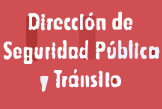 Dirección de
Seguridad Pública
y Tránsito